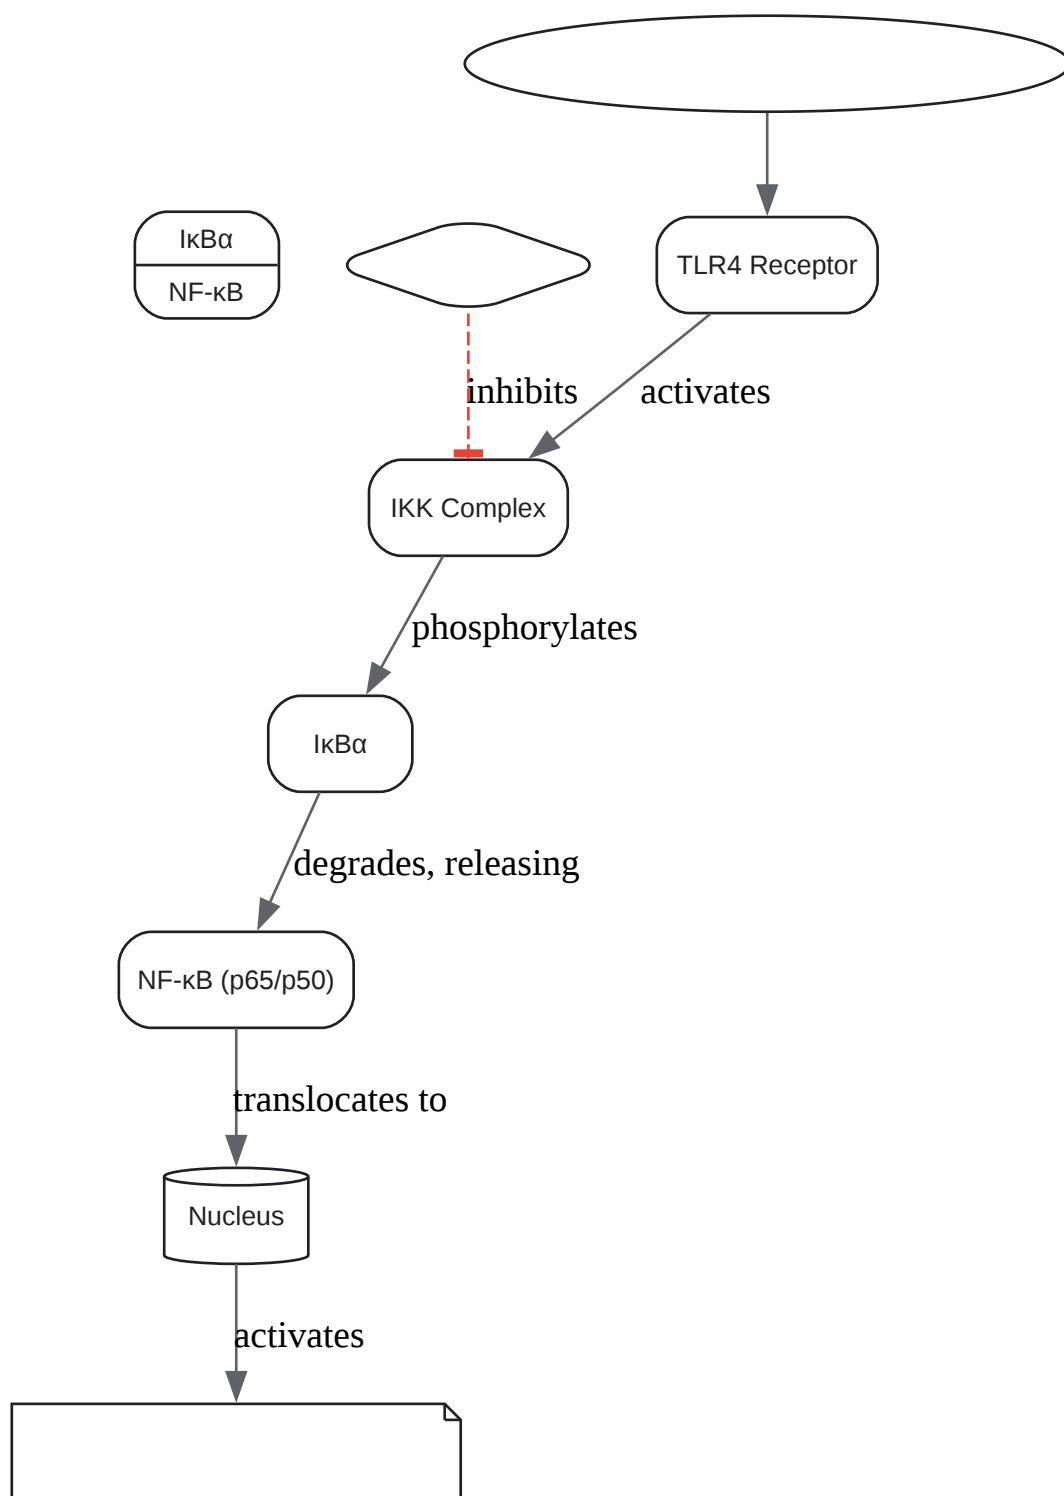 IκBα
NF-κB
TLR4 Receptor
inhibits
activates
IKK Complex
phosphorylates
IκBα
degrades, releasing
NF-κB (p65/p50)
translocates to
Nucleus
activates